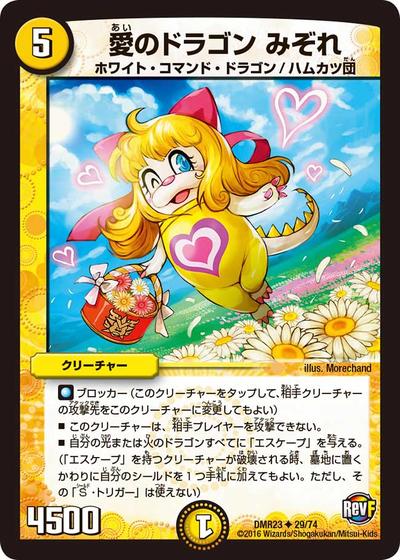 5
あい
愛のドラゴン みぞれ
ホワイト・コマンド・ドラゴン/ハムカツ団
だん
クリーチャー
illus. Morechand
ブロッカー(このクリーチャーをタップして、相手クリーチャー
の攻撃先をこのクリーチャーに変更してもよい)
■ このクリーチャーは、相手プレイヤーを攻撃できない。
■ 自分の光または火のドラゴンすべてに「エスケープ」を与える。
(「エスケープ」を持つクリーチャーが破壊される時、墓地に置く
かわりに自分のシールドを1つ手札に加えてもよい。ただし、そ
の「S・トリガー」は使えない)
RevF
4500
1
DMR23 ◆ 29/74
©2016 Wizards/Shogakukan/Mitsui-Kids